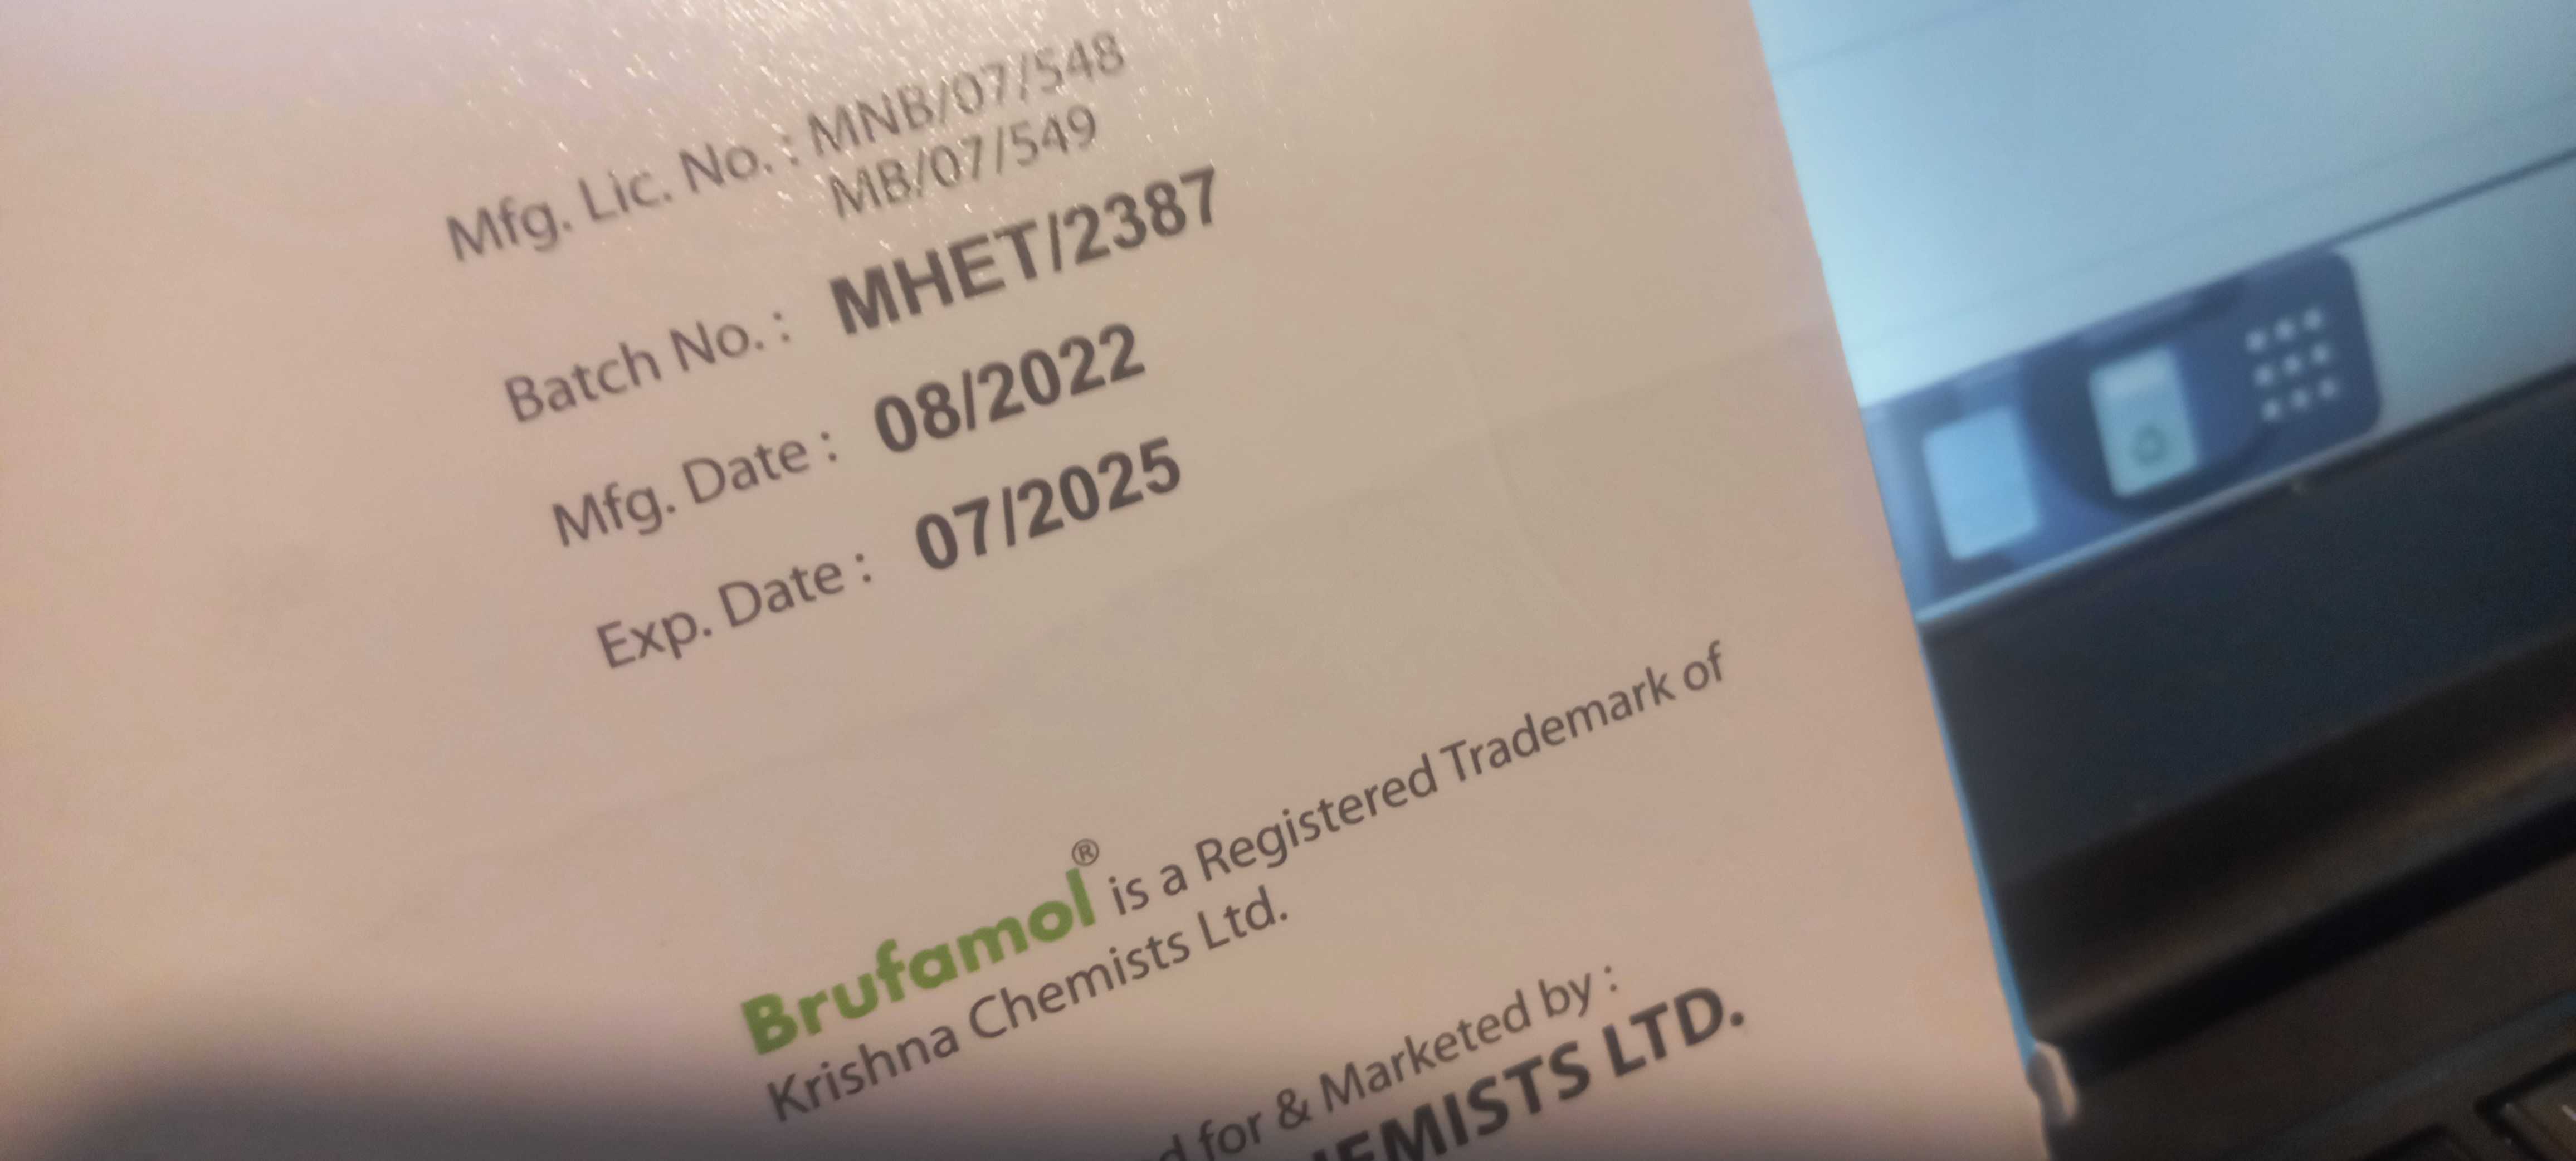 Mfg. Lic. No. : MNB/07/548
MB/07/549
Batch No. : MHET/2387
Mfg. Date : 08/2022
Exp. Date : 07/2025
Brufamol® is a Registered Trademark of
Krishna Chemists Ltd.
for & Marketed by :
LTD.